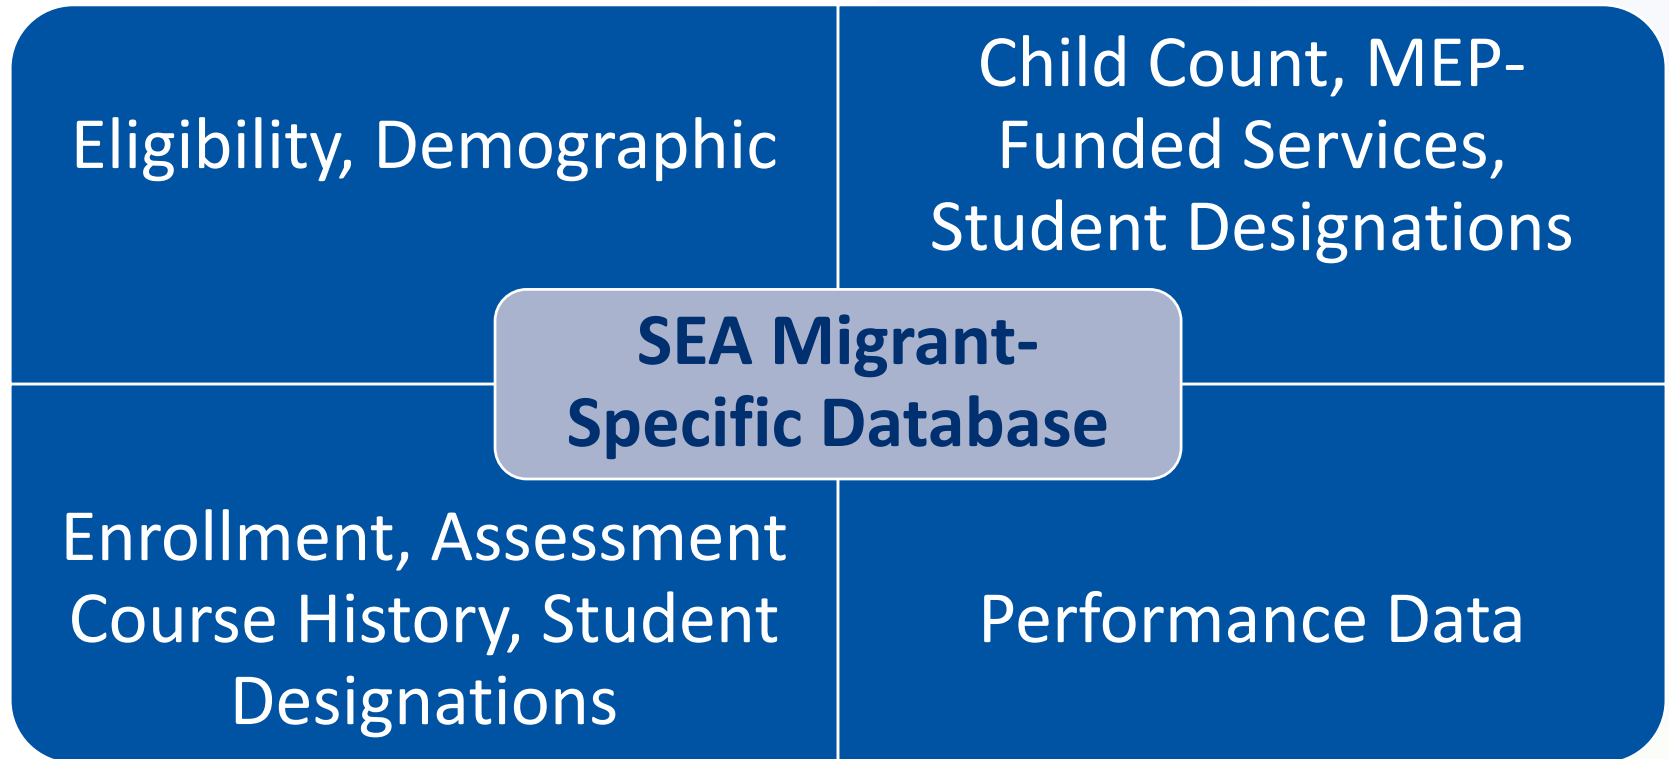 Eligibility, Demographic
Child Count, MEP-
Funded Services,
Student Designations
SEA Migrant-
Specific Database
Enrollment, Assessment
Course History, Student
Designations
Performance Data